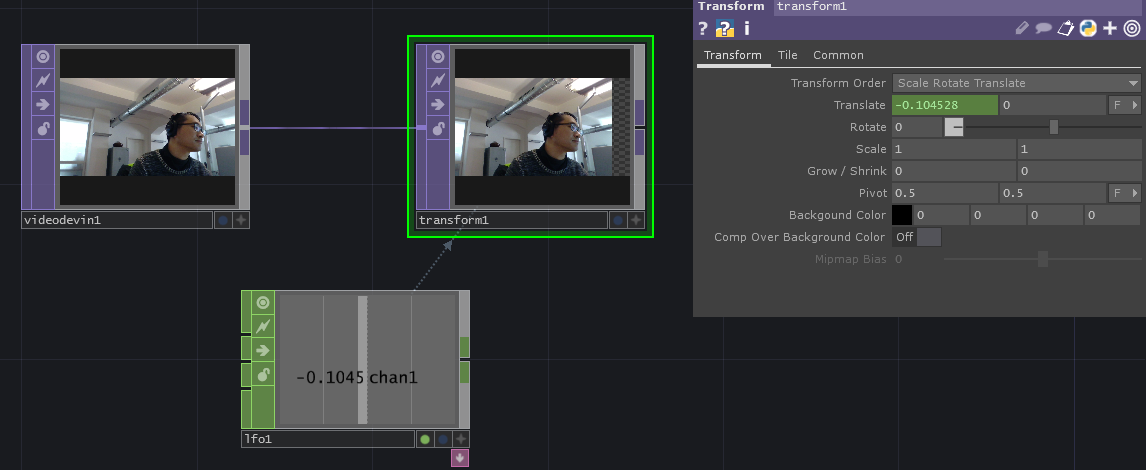 Transform transform1
? ? i
Transform Tile Common
Transform Order Scale Rotate Translate
Translate -0.104528 0 F
Rotate 0
Scale 1 1
Grow / Shrink 0 0
Pivot 0.5 0.5 F
Backgound Color 0 0 0 0
Comp Over Background Color Off
Mipmap Bias 0
videodevin1
transform1
-0.1045 chan1
lfo1